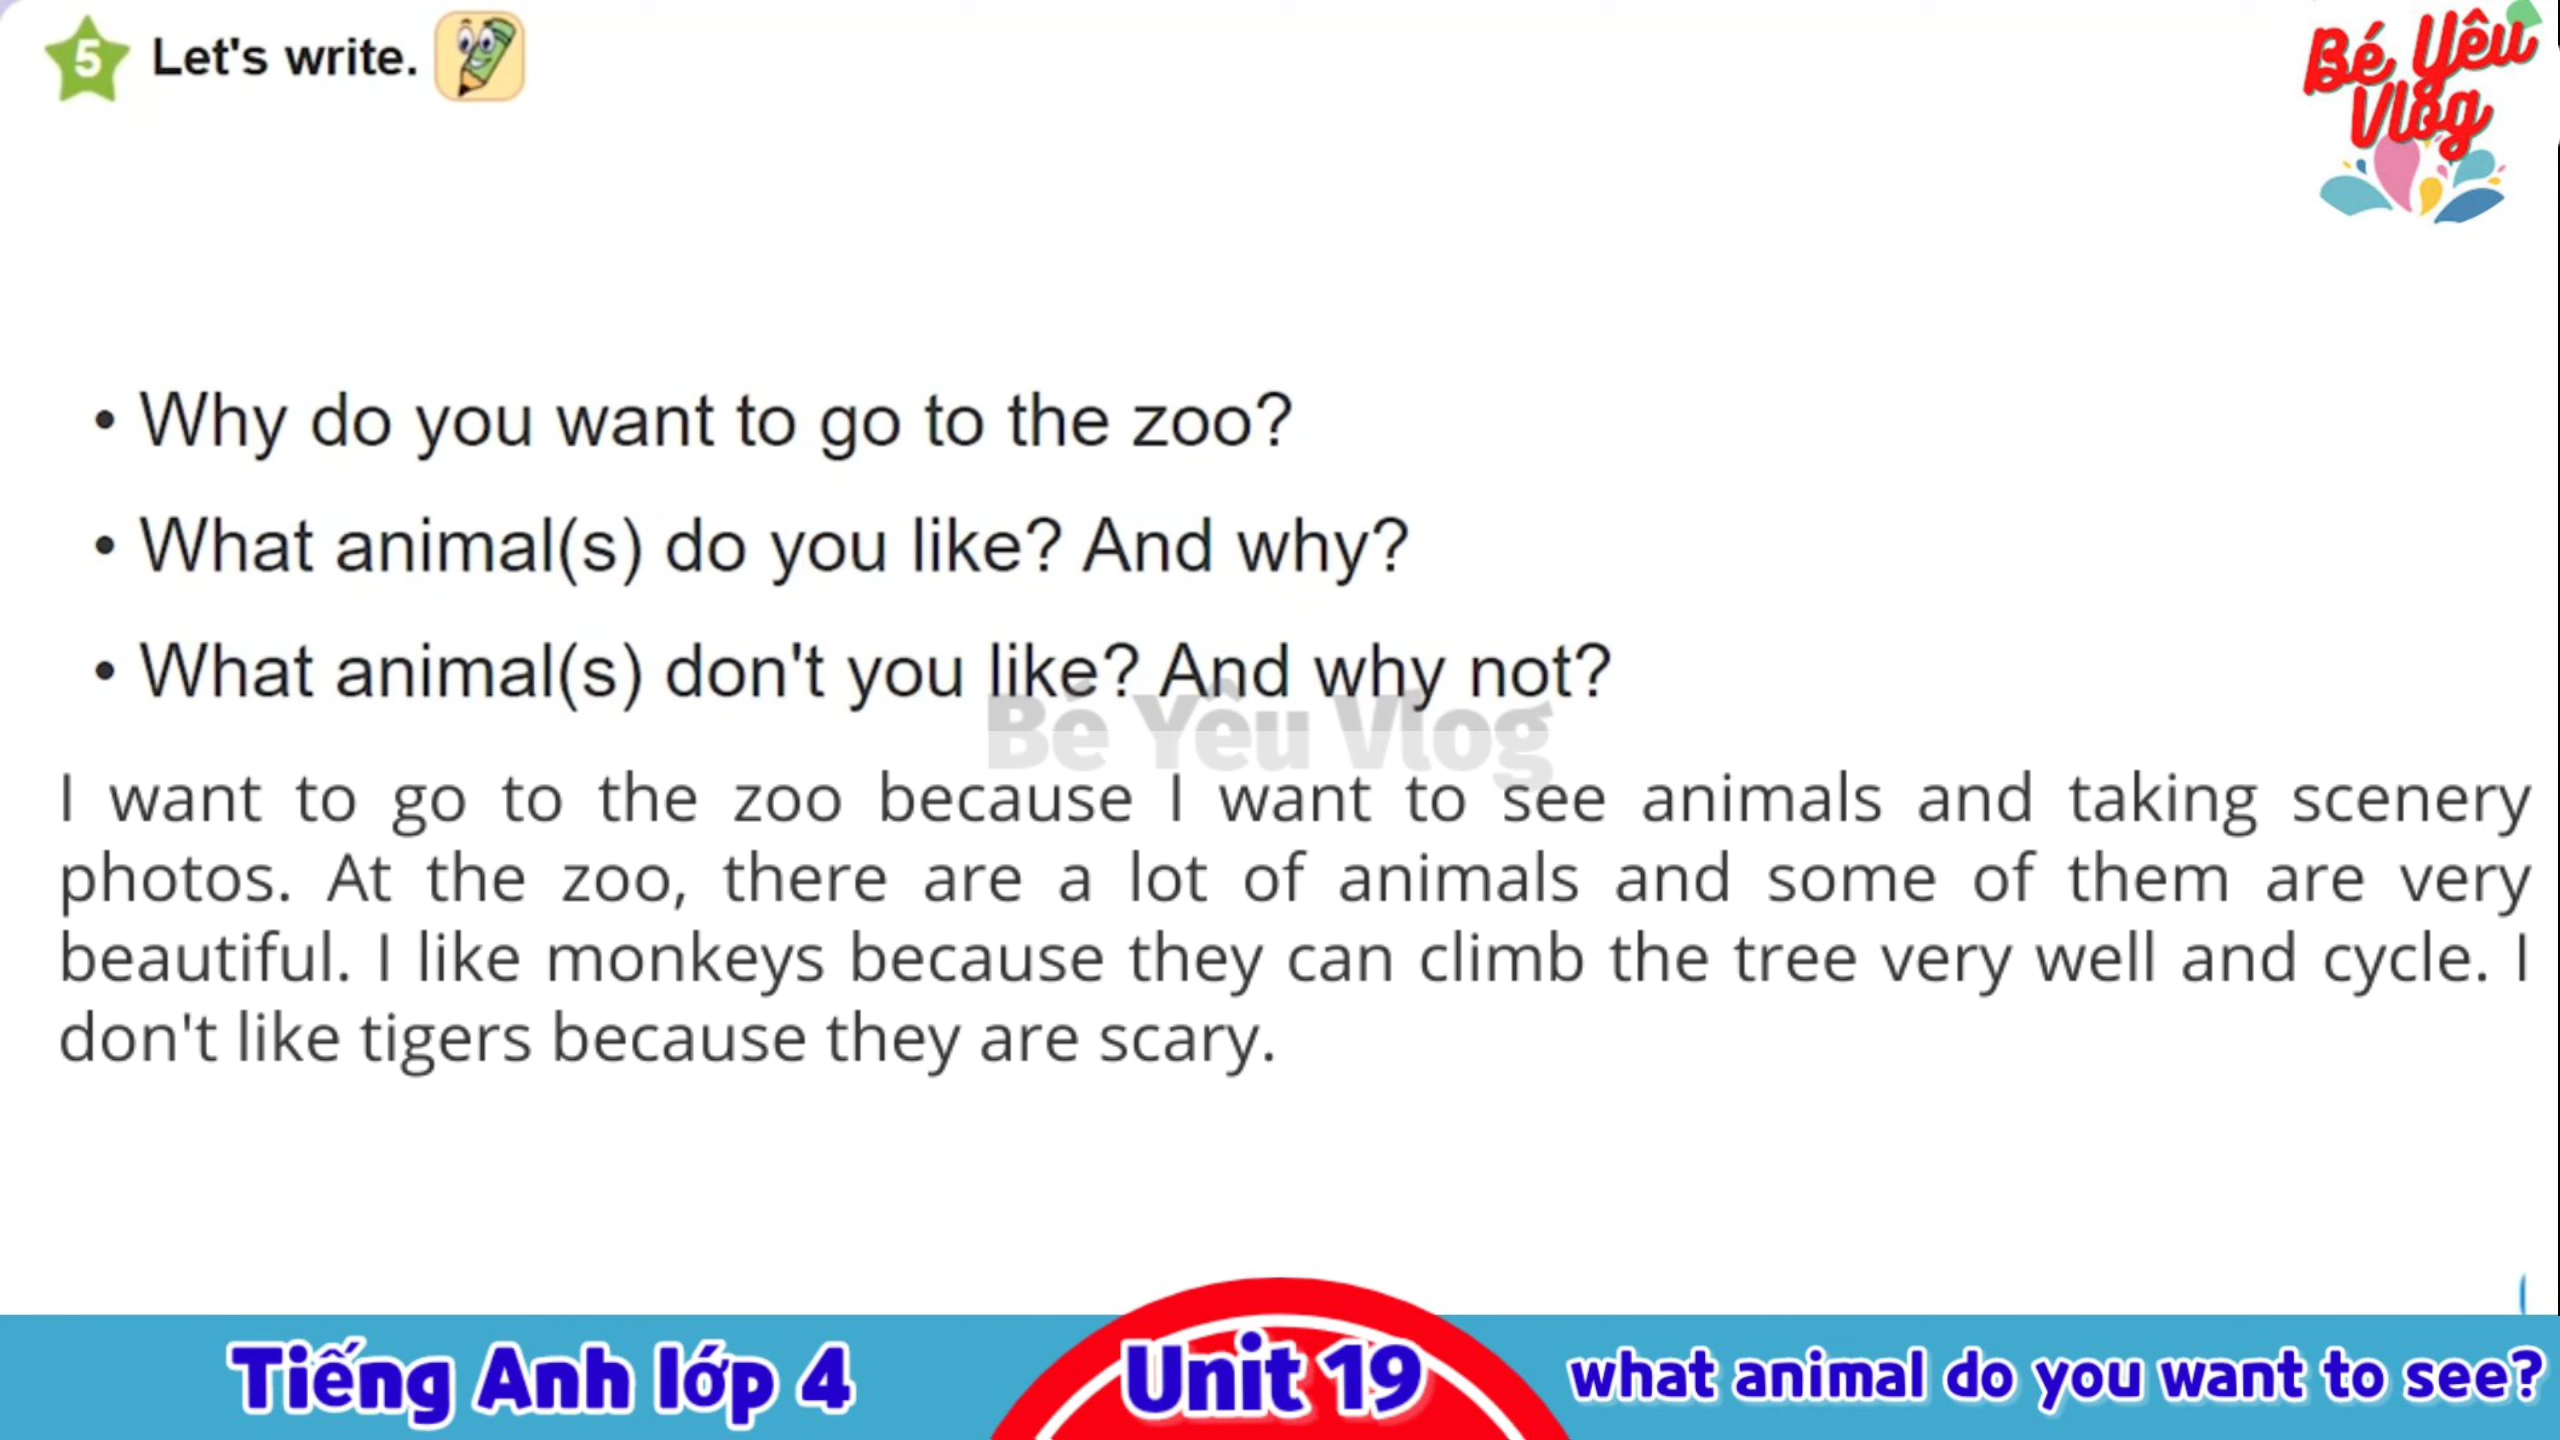 5 Let's write.
Bé Yêu
Vlog
• Why do you want to go to the zoo?
• What animal(s) do you like? And why?
• What animal(s) don't you like? And why not?
Bé Yêu Vlog
I want to go to the zoo because I want to see animals and taking scenery
photos. At the zoo, there are a lot of animals and some of them are very
beautiful. I like monkeys because they can climb the tree very well and cycle. I
don't like tigers because they are scary.
Tiếng Anh lớp 4
Unit 19
what animal do you want to see?